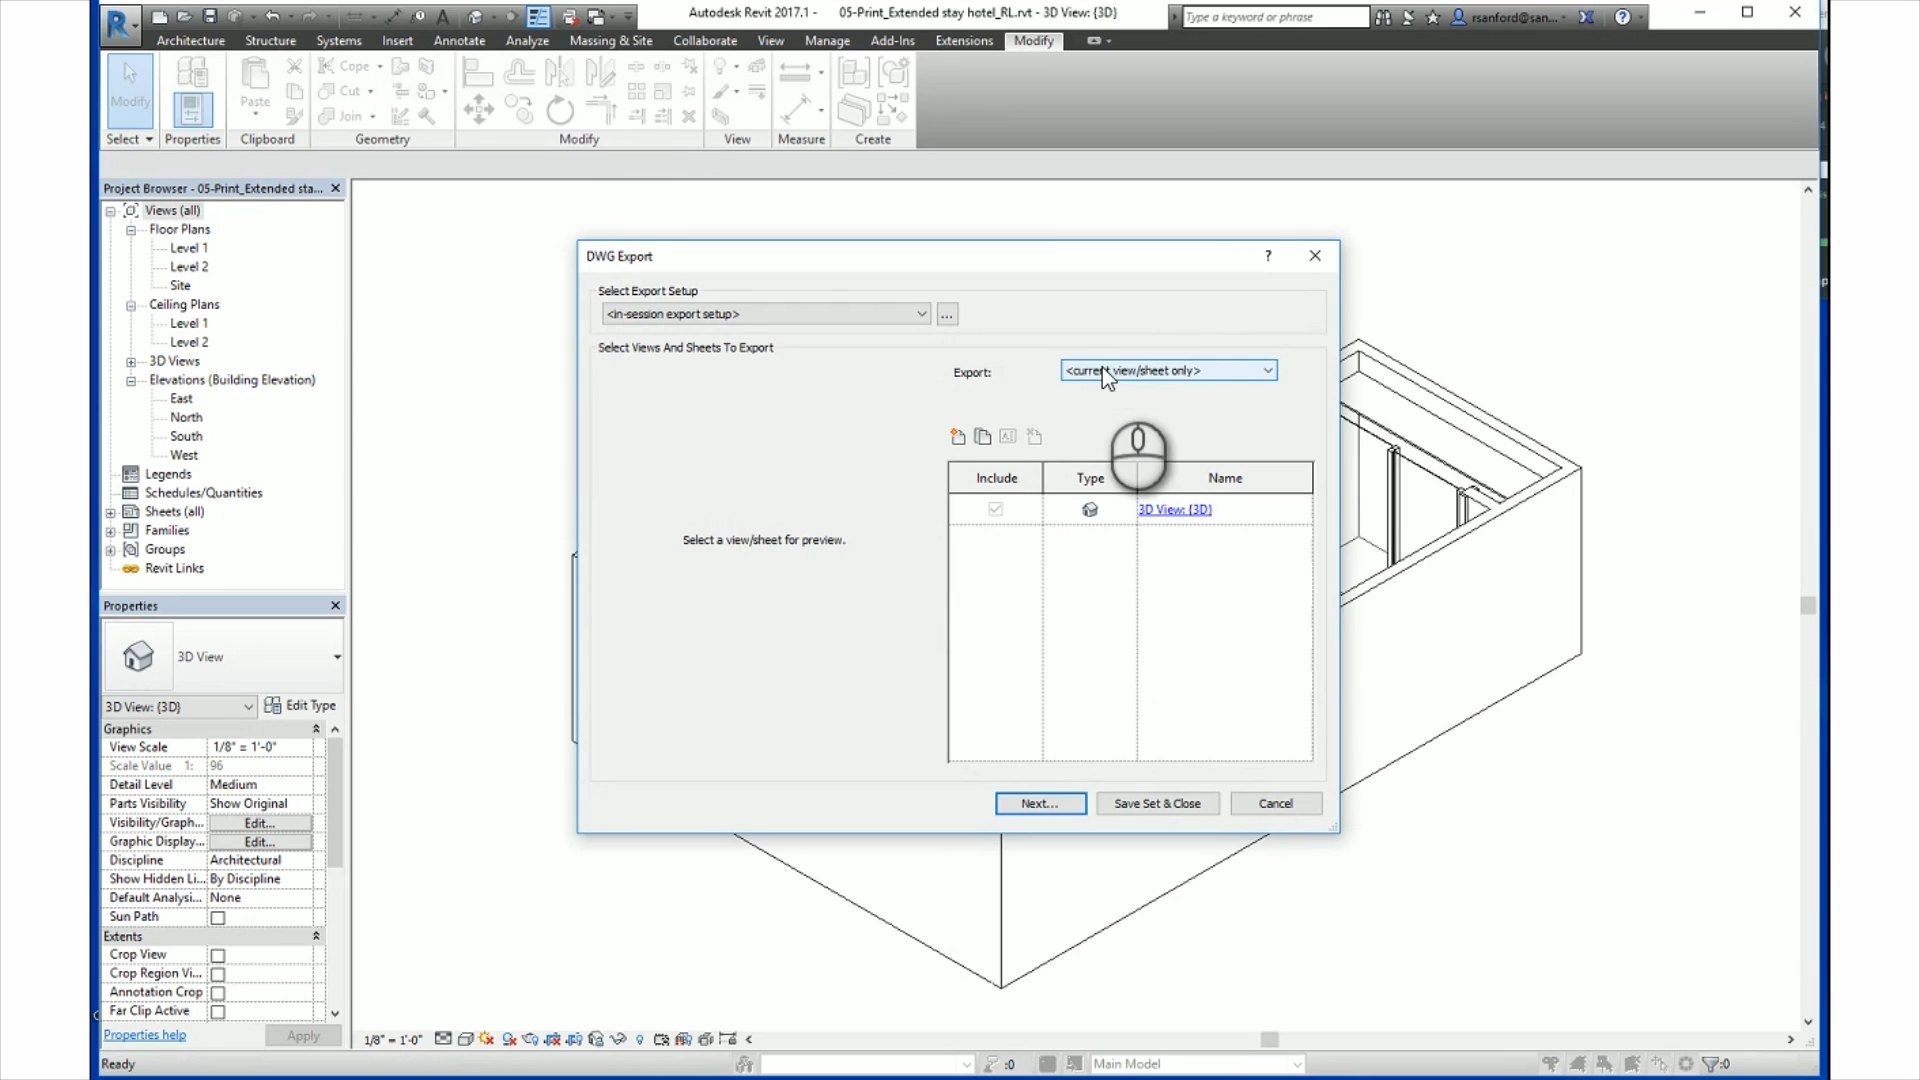 Autodesk Revit 2017.1 - 05-Print_Extended stay hotel_RL.rvt - 3D View: {3D}
Type a keyword or phrase
rsanford@san...
Architecture Structure Systems Insert Annotate Analyze Massing & Site Collaborate View Manage Add-Ins Extensions Modify
Modify
Paste
Cope
Cut
Join
Select Properties Clipboard Geometry Modify View Measure Create
Project Browser - 05-Print_Extended sta...
Views (all)
Floor Plans
Level 1
Level 2
Site
Ceiling Plans
Level 1
Level 2
3D Views
Elevations (Building Elevation)
East
North
South
West
Legends
Schedules/Quantities
Sheets (all)
Families
Groups
Revit Links
Properties
3D View
3D View: {3D} Edit Type
Graphics
View Scale 1/8" = 1'-0"
Scale Value 1: 96
Detail Level Medium
Parts Visibility Show Original
Visibility/Graph... Edit...
Graphic Display... Edit...
Discipline Architectural
Show Hidden Li... By Discipline
Default Analysi... None
Sun Path
Extents
Crop View
Crop Region Vi...
Annotation Crop
Far Clip Active
Properties help Apply
DWG Export
?
Select Export Setup
<in-session export setup>
...
Select Views And Sheets To Export
Export: <current view/sheet only>
Include Type Name
3D View: {3D}
Select a view/sheet for preview.
Next... Save Set & Close Cancel
1/8" = 1'-0"
Ready
:0
Main Model
:0